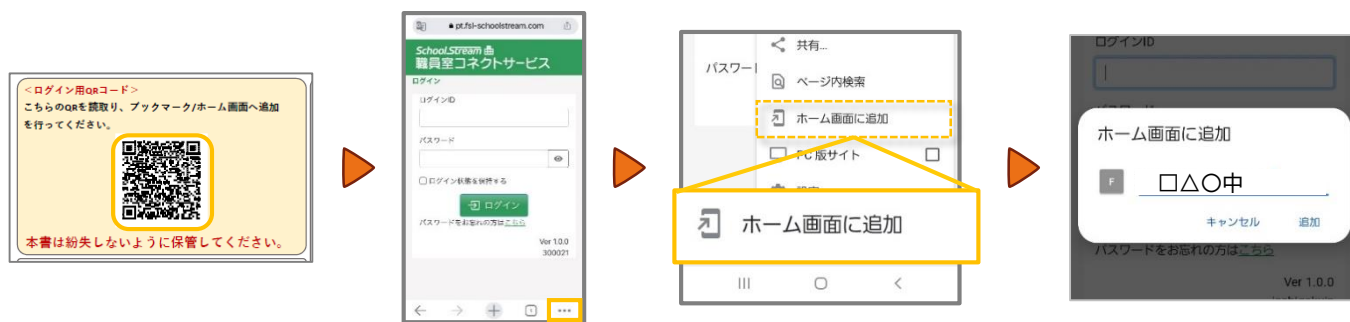 <ログイン用QRコード>
こちらのQRを読取り、ブックマーク/ホーム画面へ追加
を行ってください。
本書は紛失しないように保管してください。
pt.fsl-schoolstream.com
School Stream
職員室コネクトサービス
ログイン
ログインID
パスワード
ログイン状態を保持する
ログイン
パスワードをお忘れの方はこちら
Ver 1.0.0
300021
パスワード
共有...
ページ内検索
ホーム画面に追加
PC 版サイト
ホーム画面に追加
ログインID
ホーム画面に追加
F
□△○中
キャンセル 追加
パスワードをお忘れの方はこちら
Ver 1.0.0